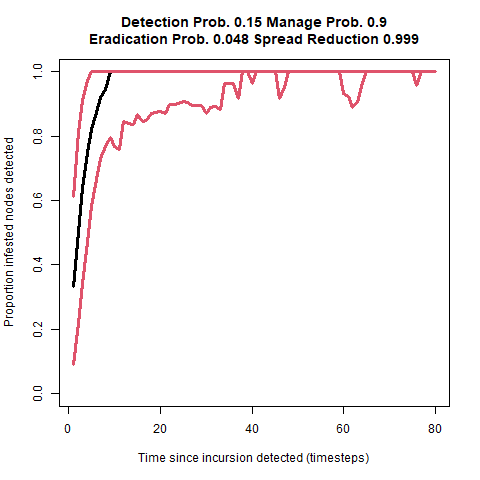 Detection Prob. 0.15 Manage Prob. 0.9
Eradication Prob. 0.048 Spread Reduction 0.999
Proportion infested nodes detected
1.0
0.8
0.6
0.4
0.2
0.0
0 20 40 60 80
Time since incursion detected (timesteps)